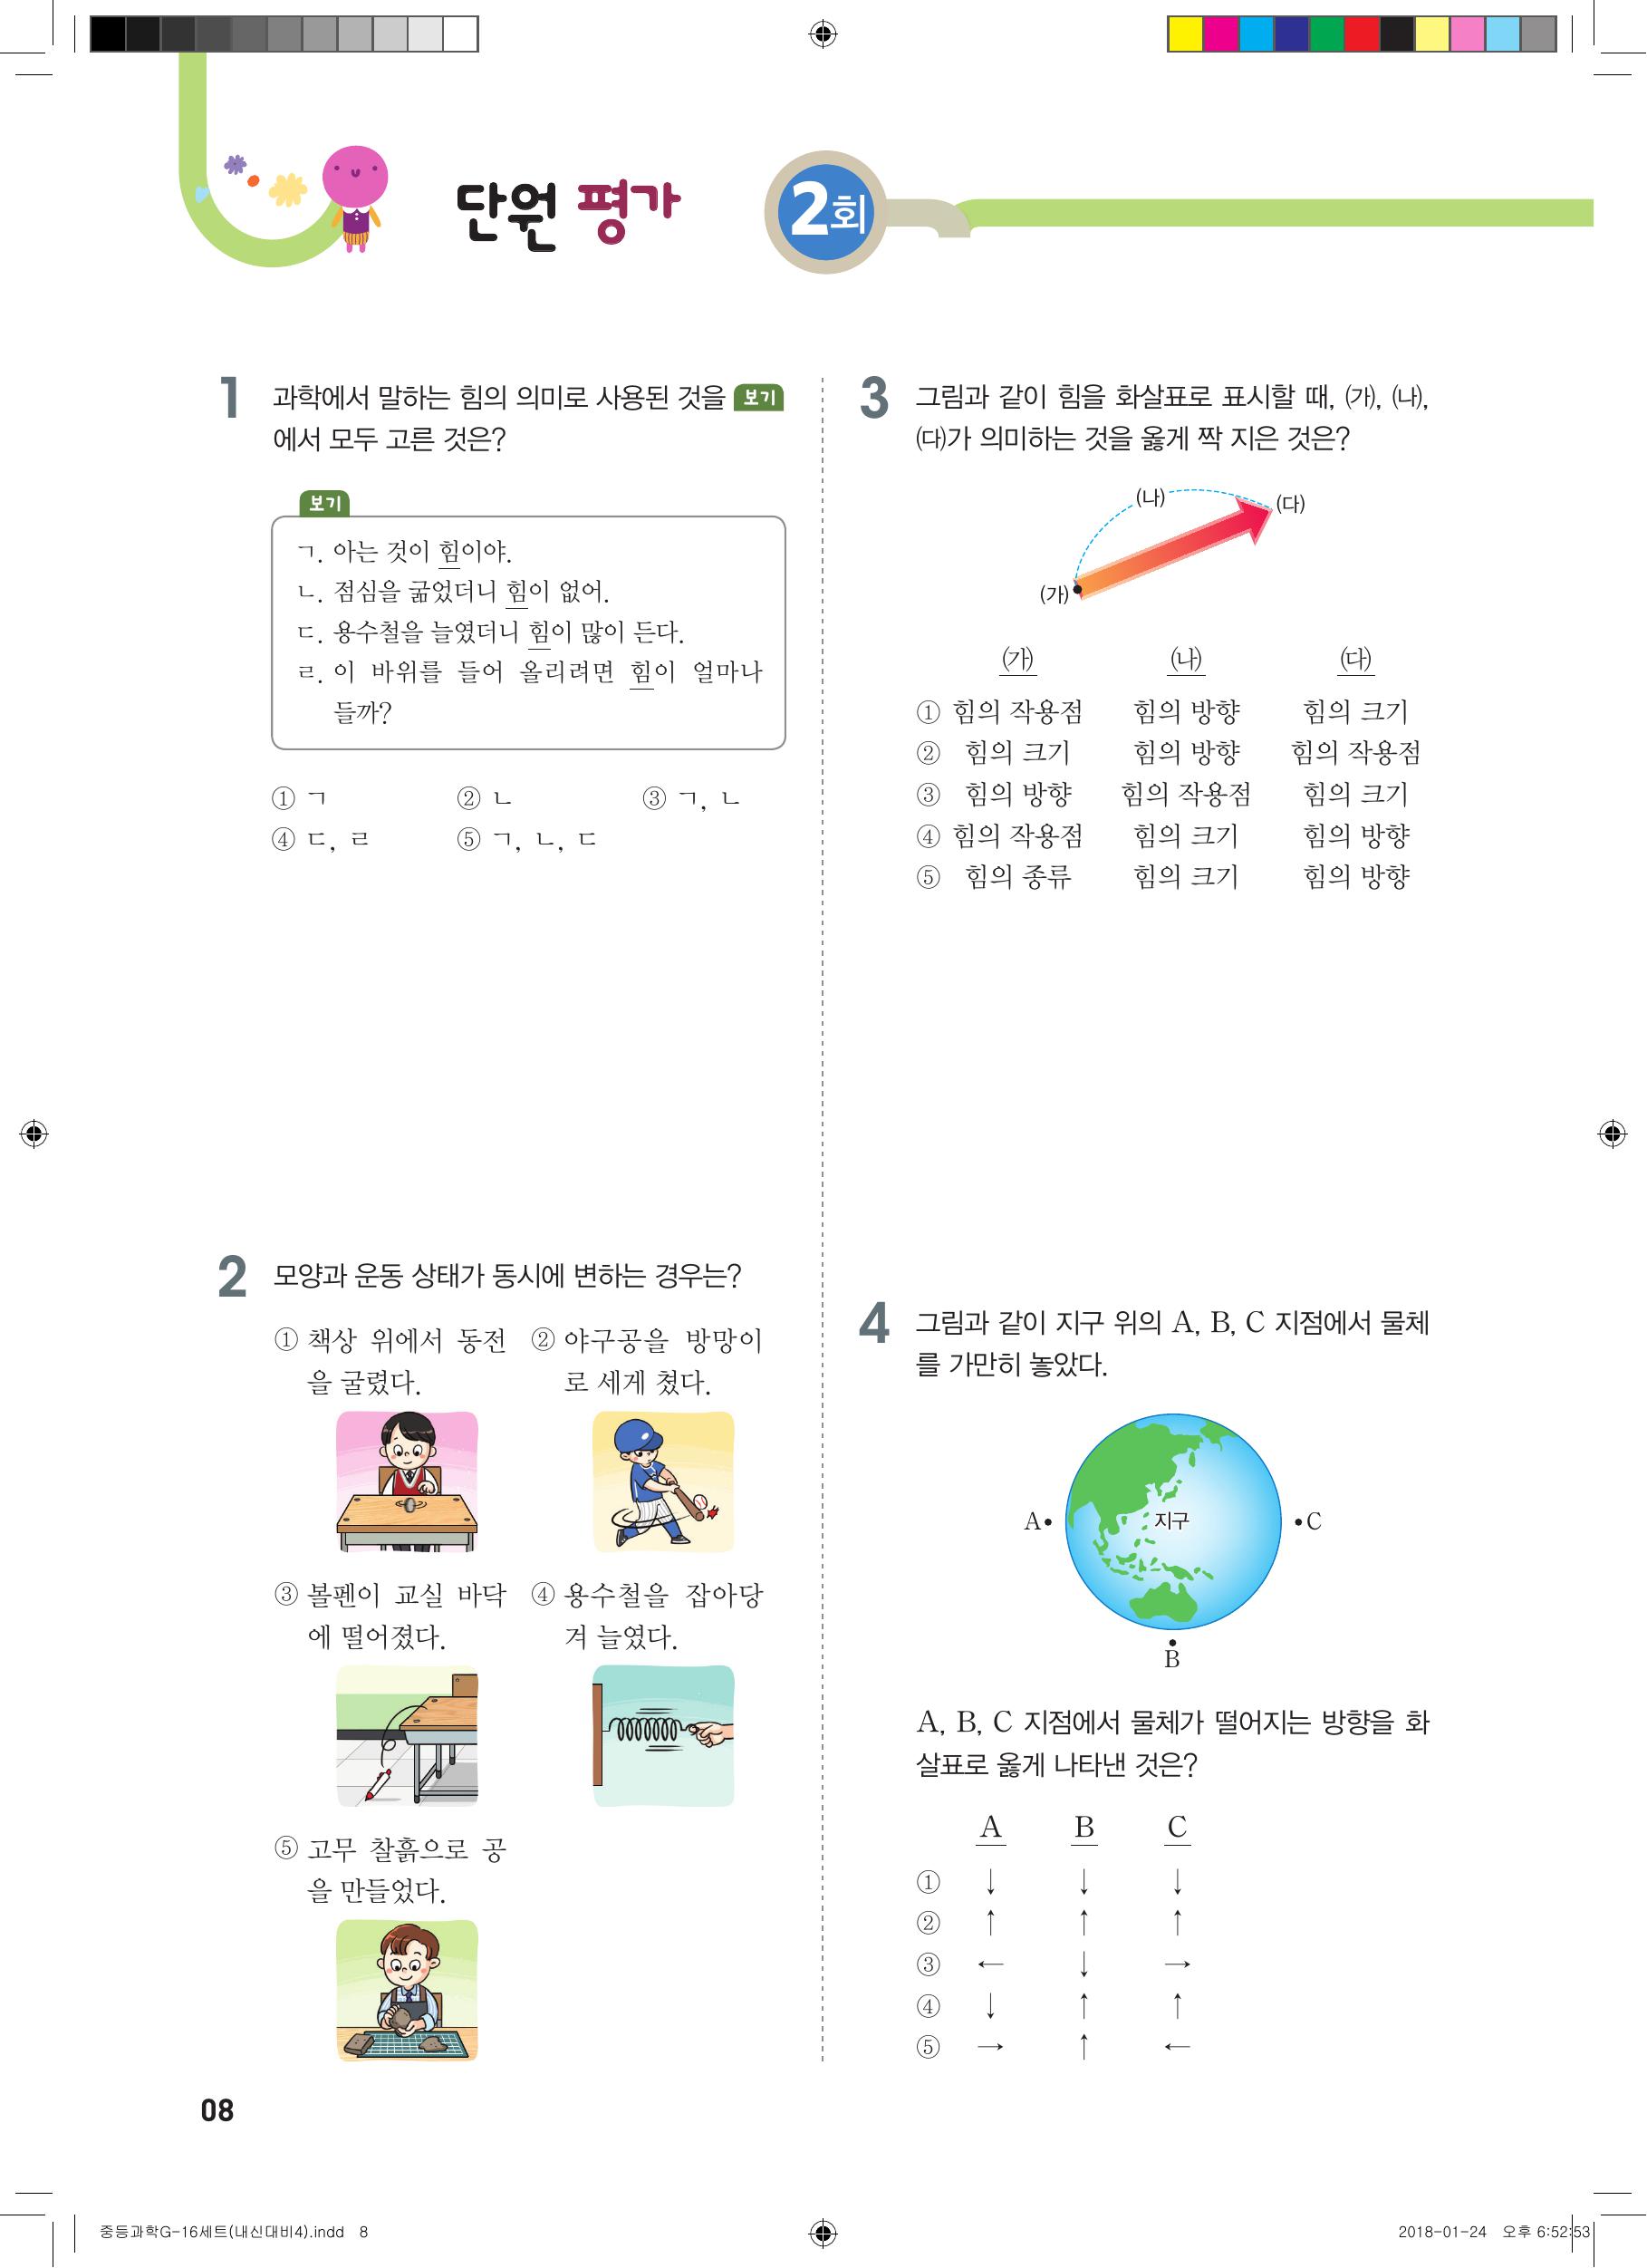 단원 평가
2회
1 과학에서 말하는 힘의 의미로 사용된 것을 보기
에서 모두 고른 것은?
보기
ㄱ. 아는 것이 힘이야.
ㄴ. 점심을 굶었더니 힘이 없어.
ㄷ. 용수철을 늘였더니 힘이 많이 든다.
ㄹ. 이 바위를 들어 올리려면 힘이 얼마나
들까?
① ㄱ ② ㄴ ③ ㄱ, ㄴ
④ ㄷ, ㄹ ⑤ ㄱ, ㄴ, ㄷ
2 모양과 운동 상태가 동시에 변하는 경우는?
① 책상 위에서 동전
을 굴렸다.
② 야구공을 방망이
로 세게 쳤다.
③ 볼펜이 교실 바닥
에 떨어졌다.
④ 용수철을 잡아당
겨 늘였다.
⑤ 고무 찰흙으로 공
을 만들었다.
3 그림과 같이 힘을 화살표로 표시할 때, ㈎, ㈏,
㈐가 의미하는 것을 옳게 짝 지은 것은?
(나)
(다)
(가)
㈎ ㈏ ㈐
① 힘의 작용점 힘의 방향 힘의 크기
② 힘의 크기 힘의 방향 힘의 작용점
③ 힘의 방향 힘의 작용점 힘의 크기
④ 힘의 작용점 힘의 크기 힘의 방향
⑤ 힘의 종류 힘의 크기 힘의 방향
4 그림과 같이 지구 위의 A, B, C 지점에서 물체
를 가만히 놓았다.
A• 지구 •C
B
A, B, C 지점에서 물체가 떨어지는 방향을 화
살표로 옳게 나타낸 것은?
A B C
① ↓ ↓ ↓
② ↑ ↑ ↑
③ ← ↓ →
④ ↓ ↑ ↑
⑤ → ↑ ←
08
중등과학G-16세트(내신대비4).indd 8
2018-01-24 오후 6:52:53